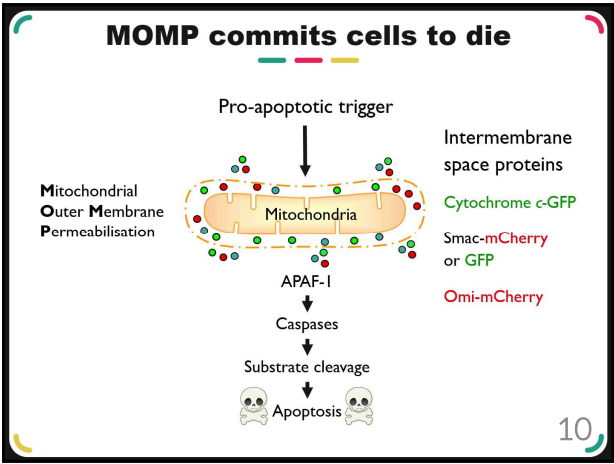 MOMP commits cells to die
Pro-apoptotic trigger
Mitochondrial
Outer Membrane
Permeabilisation
Mitochondria
Intermembrane
space proteins
Cytochrome c-GFP
Smac-mCherry
or GFP
Omi-mCherry
APAF-1
Caspases
Substrate cleavage
Apoptosis
10